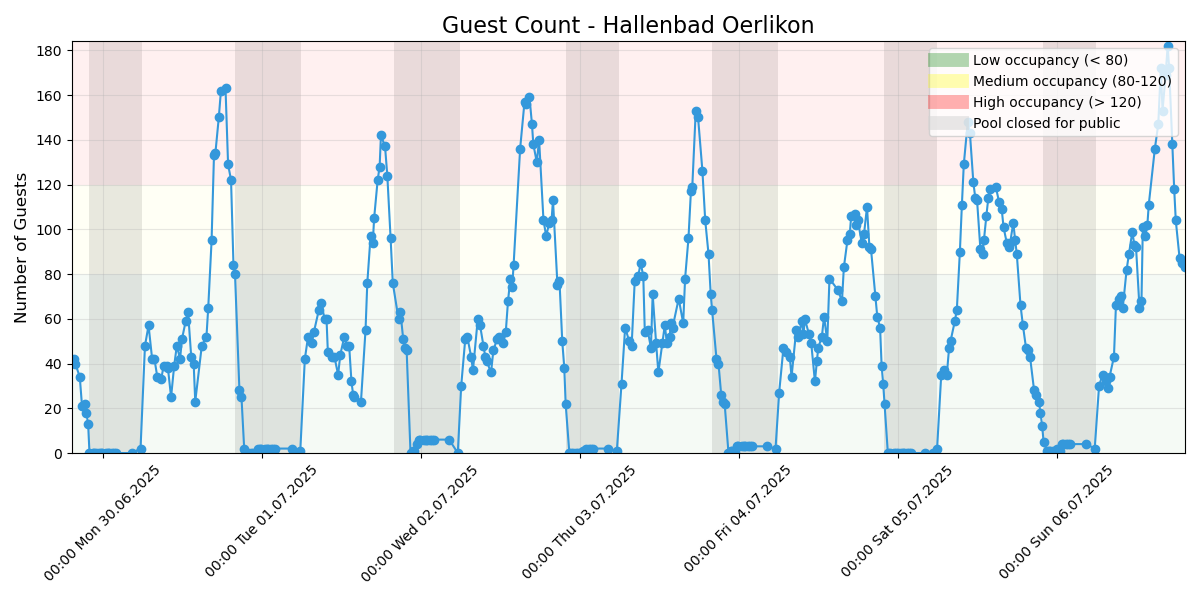 Guest Count - Hallenbad Oerlikon
Number of Guests
180
160
140
120
100
80
60
40
20
0
Low occupancy (< 80)
Medium occupancy (80-120)
High occupancy (> 120)
Pool closed for public
00:00 Mon 30.06.2025
00:00 Tue 01.07.2025
00:00 Wed 02.07.2025
00:00 Thu 03.07.2025
00:00 Fri 04.07.2025
00:00 Sat 05.07.2025
00:00 Sun 06.07.2025